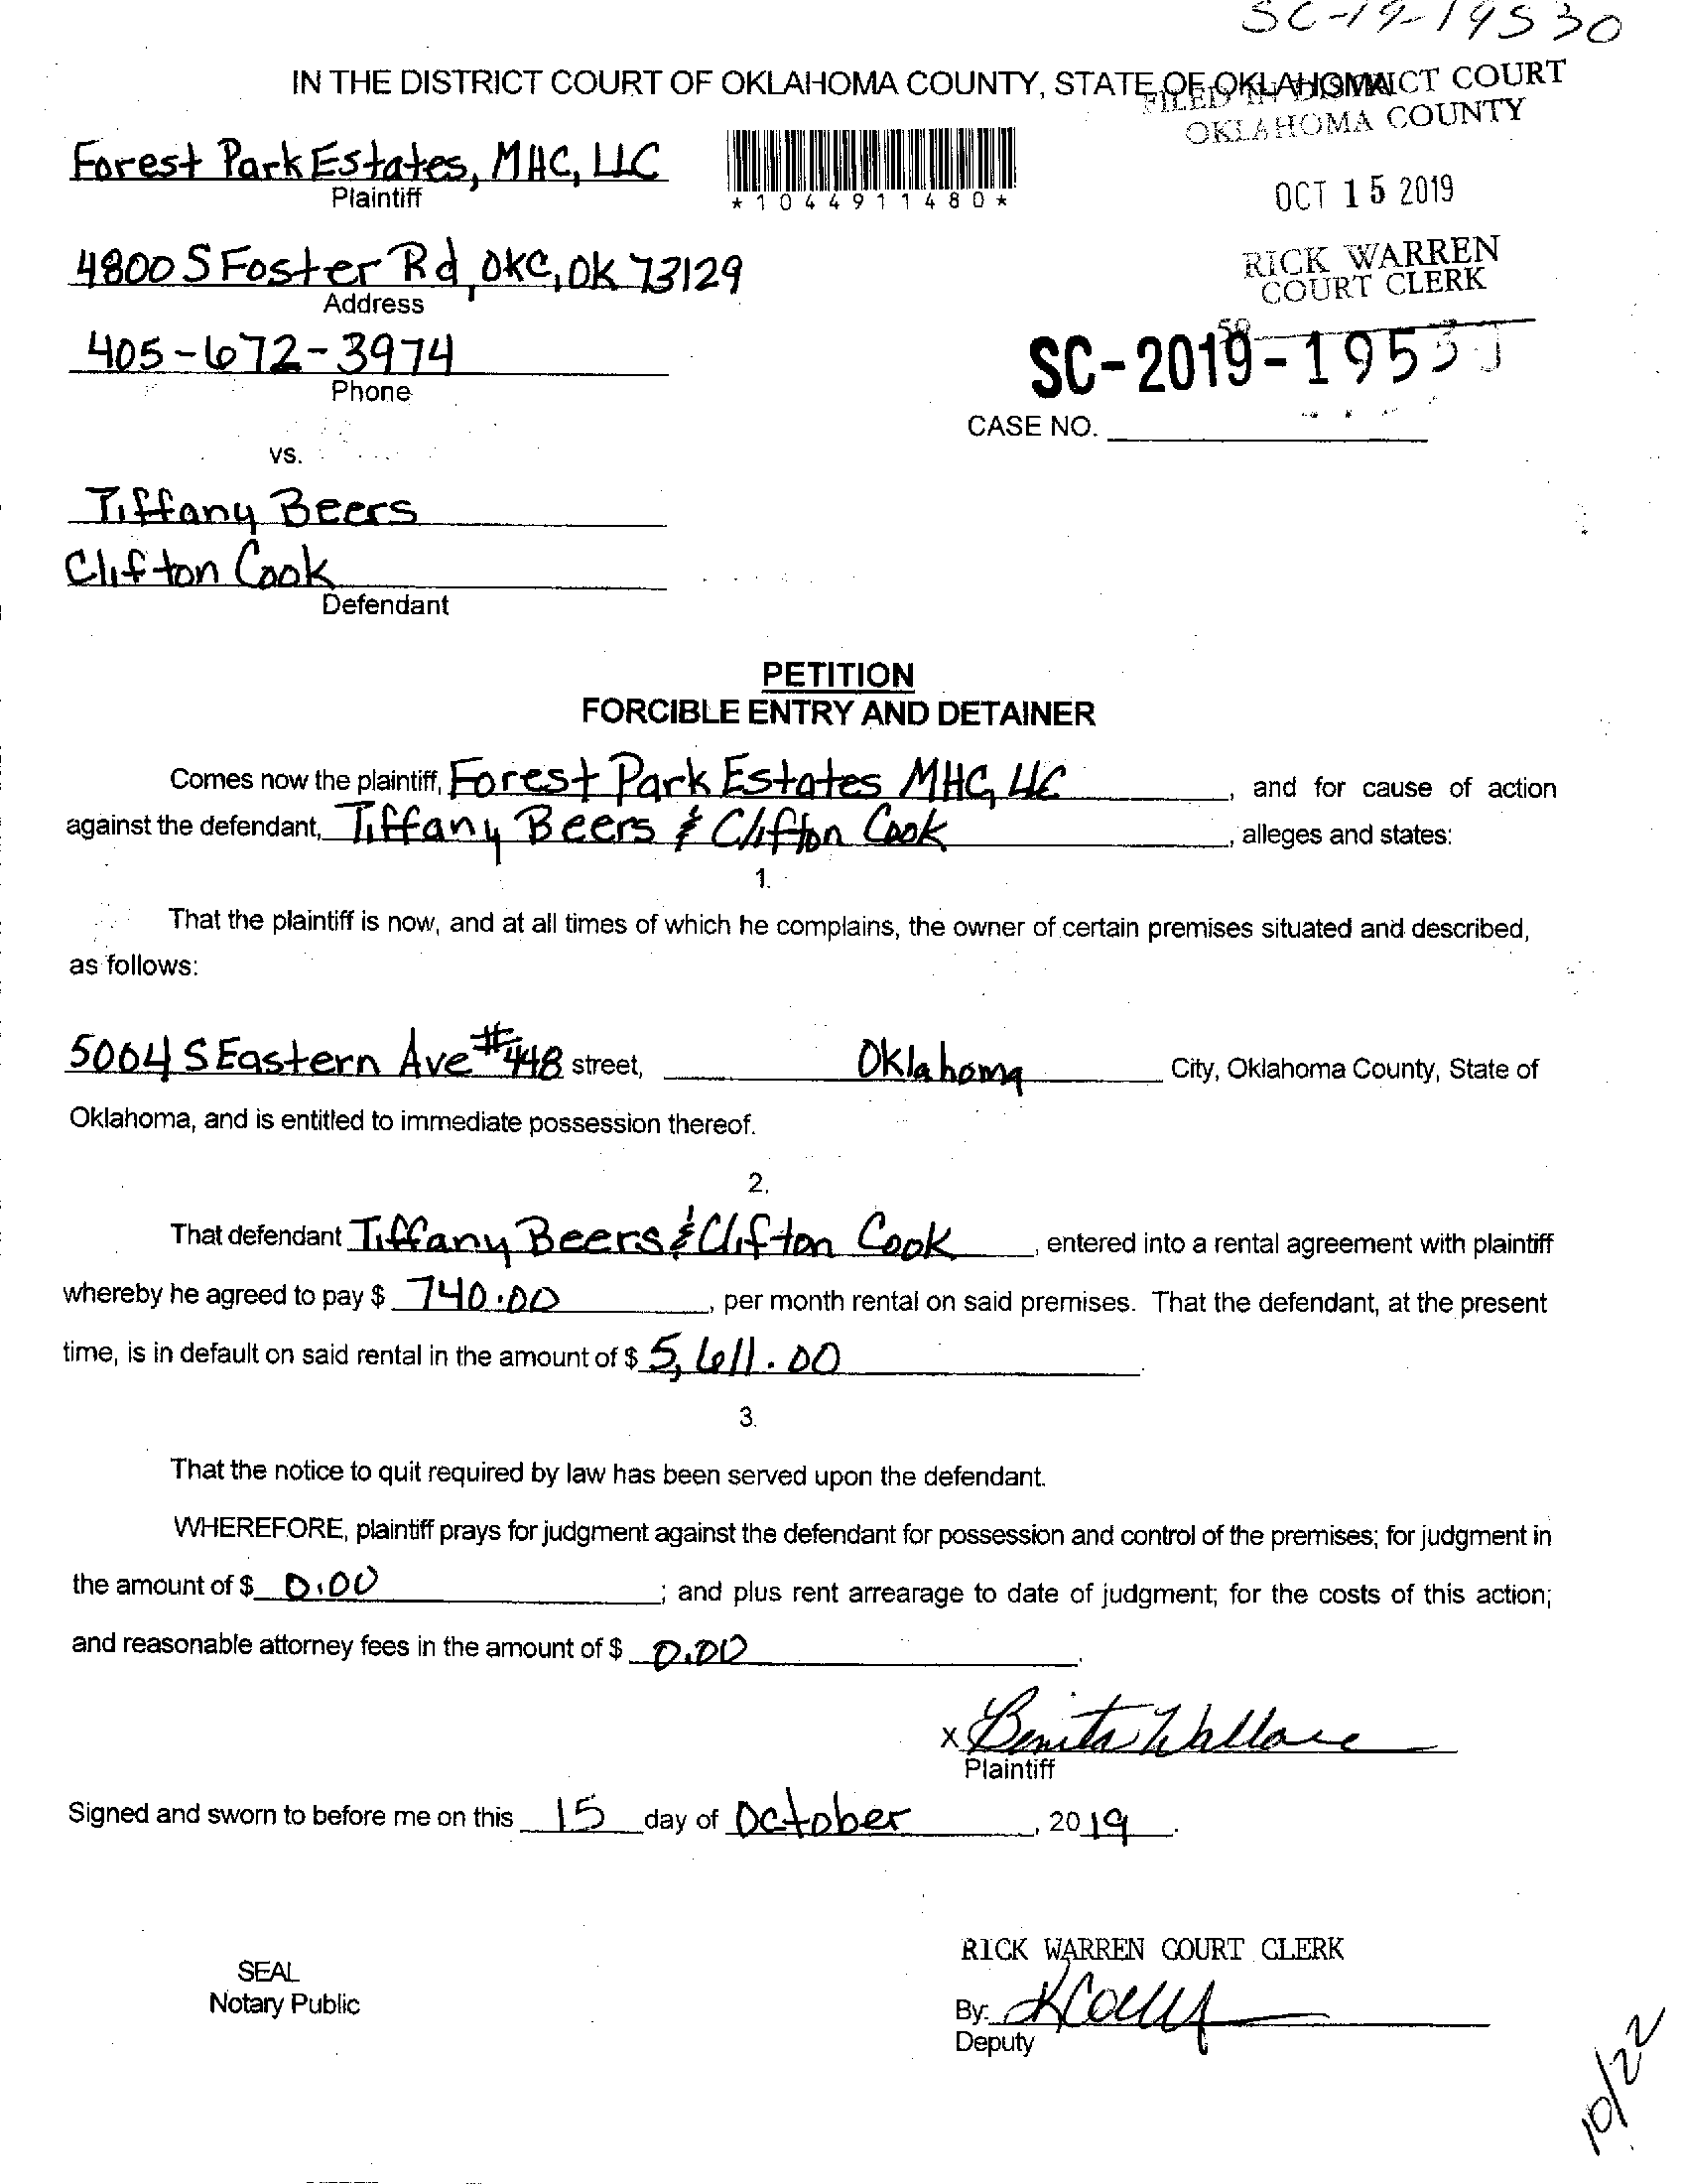 SC-19-19530
IN THE DISTRICT COURT OF OKLAHOMA COUNTY, STATE OF OKLAHOMA
FILED IN DISTRICT COURT
OKLAHOMA COUNTY
Forest Park Estates, MHC, LLC
Plaintiff
*1044911480*
OCT 15 2019
4800 S Foster Rd, OKC, OK 73129
Address
RICK WARREN
COURT CLERK
405-672-3974
Phone
SC-2019-1953
CASE NO.
vs.
Tiffany Beers
Clifton Cook
Defendant
PETITION
FORCIBLE ENTRY AND DETAINER
Comes now the plaintiff, Forest Park Estates MHC, LLC, and for cause of action
against the defendant, Tiffany Beers & Clifton Cook, alleges and states:
1.
That the plaintiff is now, and at all times of which he complains, the owner of certain premises situated and described,
as follows:
5004 S Eastern Ave #448 street, Oklahoma City, Oklahoma County, State of
Oklahoma, and is entitled to immediate possession thereof.
2.
That defendant Tiffany Beers & Clifton Cook, entered into a rental agreement with plaintiff
whereby he agreed to pay $ 740.00, per month rental on said premises. That the defendant, at the present
time, is in default on said rental in the amount of $ 5,611.00.
3.
That the notice to quit required by law has been served upon the defendant.
WHEREFORE, plaintiff prays for judgment against the defendant for possession and control of the premises; for judgment in
the amount of $ 0.00; and plus rent arrearage to date of judgment; for the costs of this action;
and reasonable attorney fees in the amount of $ 0.00.
x Benita Wallace
Plaintiff
Signed and sworn to before me on this 15 day of October, 2019.
RICK WARREN COURT CLERK
SEAL
Notary Public
By:
Deputy
10/22